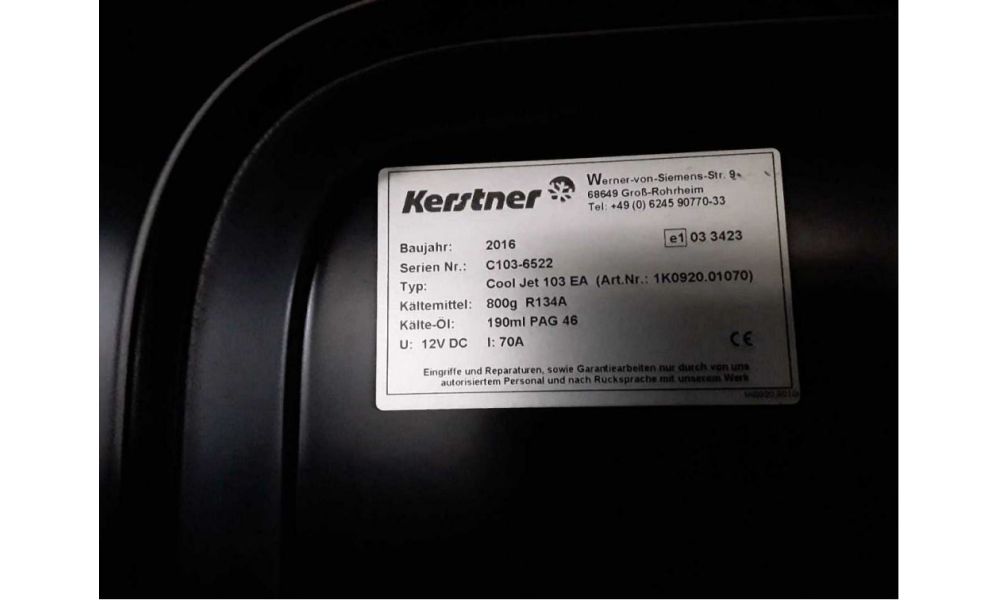 Kerstner
Werner-von-Siemens-Str. 9
68649 Groß-Rohrheim
Tel: +49 (0) 6245 90770-33
e1 03 3423
Baujahr: 2016
Serien Nr.: C103-6522
Typ: Cool Jet 103 EA (Art.Nr.: 1K0920.01070)
Kältemittel: 800g R134A
Kälte-Öl: 190ml PAG 46
U: 12V DC I: 70A
CE
Eingriffe und Reparaturen, sowie Garantiearbeiten nur durch von uns
autorisiertem Personal und nach Rücksprache mit unserem Werk